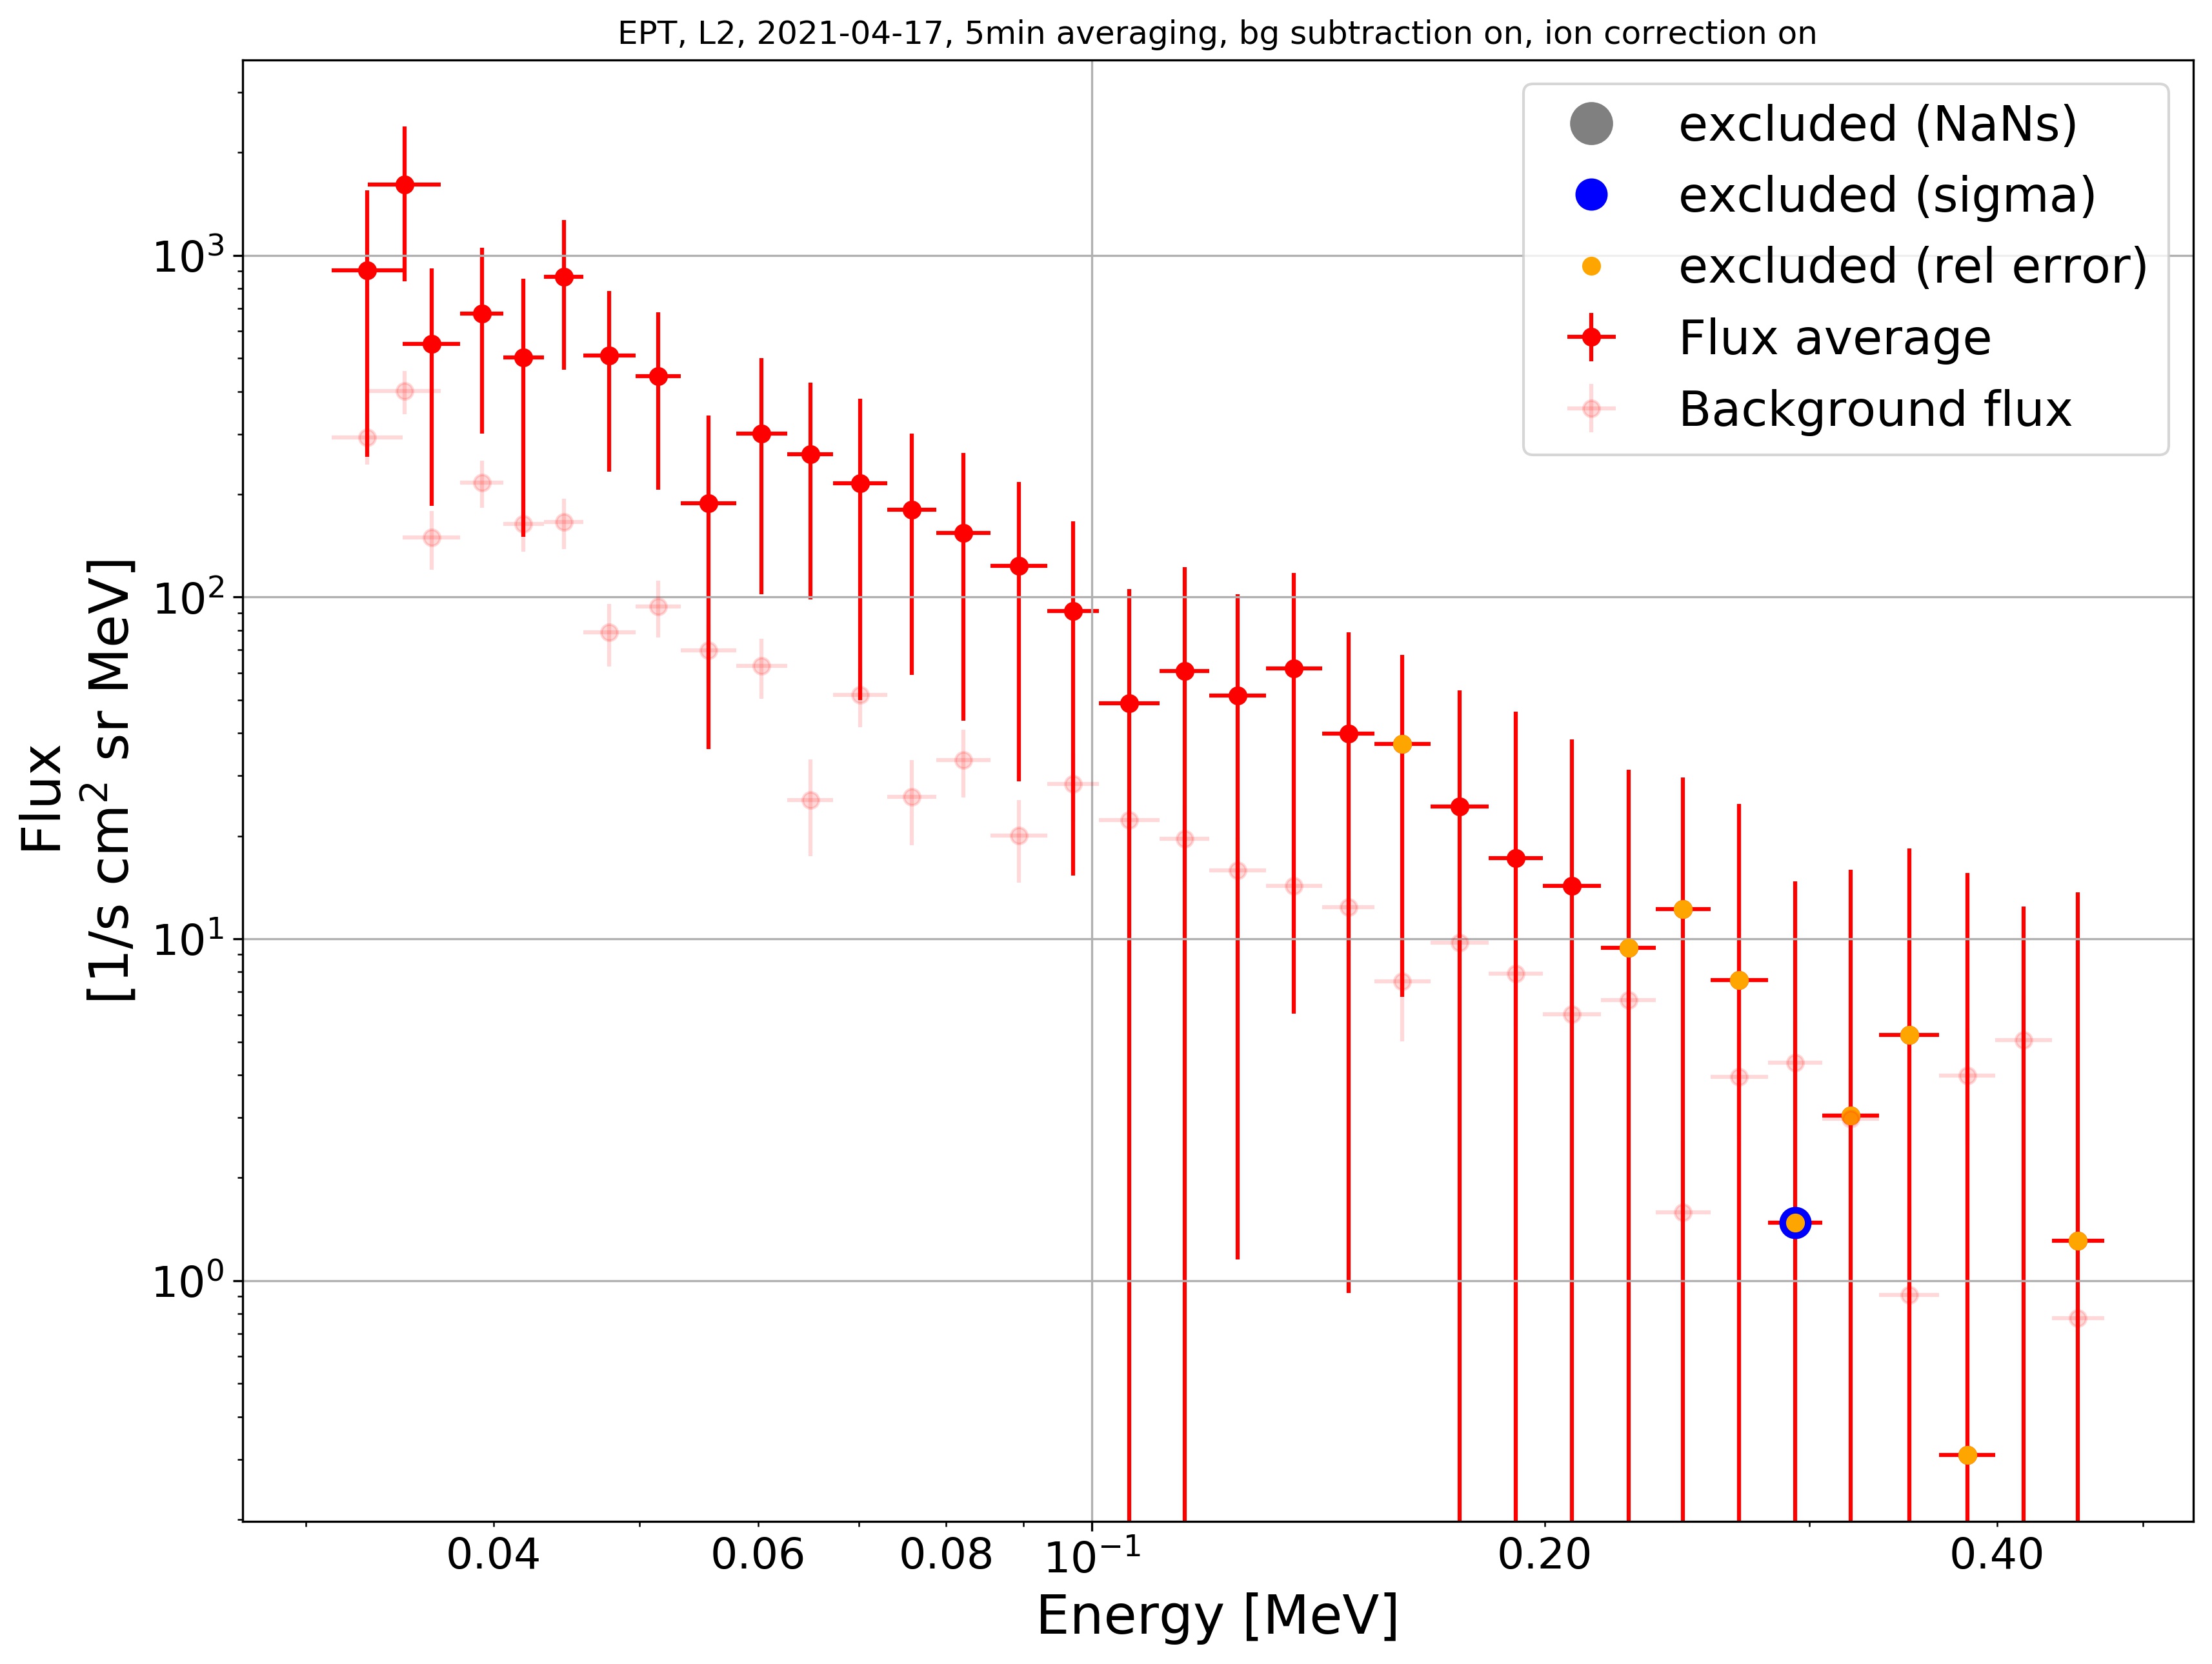 EPT, L2, 2021-04-17, 5min averaging, bg subtraction on, ion correction on
excluded (NaNs)
excluded (sigma)
excluded (rel error)
Flux average
Background flux
10³
10²
10¹
10⁰
Flux
[1/s cm² sr MeV]
0.04
0.06
0.08
10⁻¹
0.20
0.40
Energy [MeV]